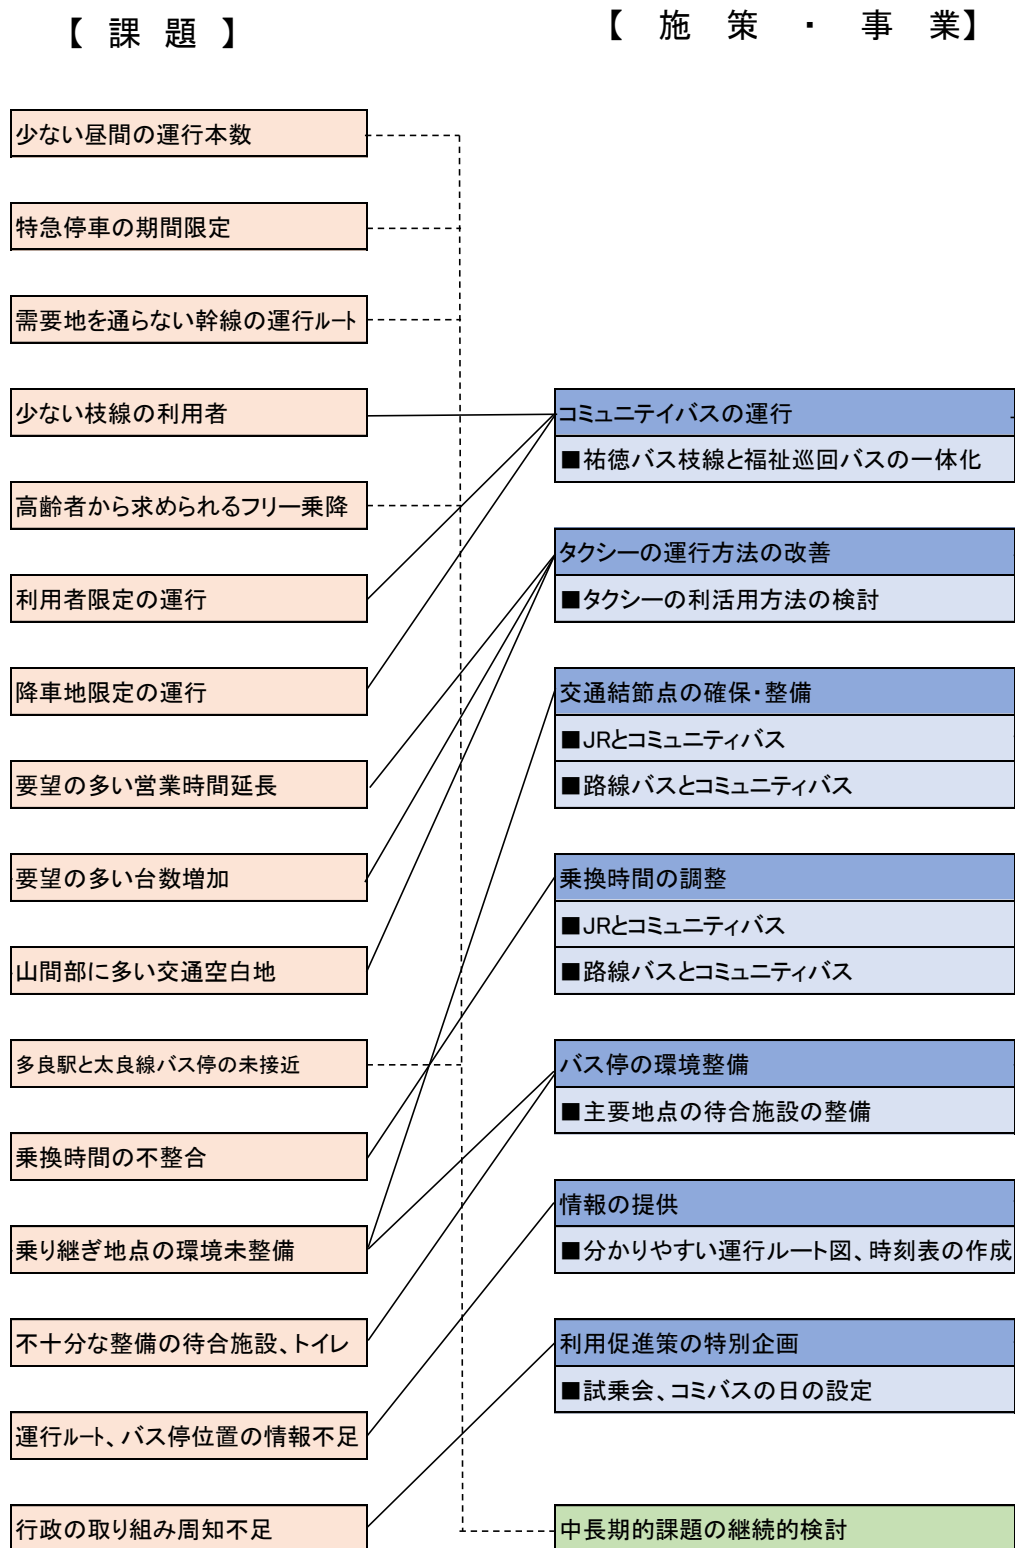 【 課 題 】
少ない昼間の運行本数
特急停車の期間限定
需要地を通らない幹線の運行ルート
少ない枝線の利用者
高齢者から求められるフリー乗降
利用者限定の運行
降車地限定の運行
要望の多い営業時間延長
要望の多い台数増加
山間部に多い交通空白地
多良駅と太良線バス停の未接近
乗換時間の不整合
乗り継ぎ地点の環境未整備
不十分な整備の待合施設、トイレ
運行ルート、バス停位置の情報不足
行政の取り組み周知不足
【 施 策 ・ 事 業】
コミュニテイバスの運行
■祐徳バス枝線と福祉巡回バスの一体化
タクシーの運行方法の改善
■タクシーの利活用方法の検討
交通結節点の確保・整備
■JRとコミュニティバス
■路線バスとコミュニティバス
乗換時間の調整
■JRとコミュニティバス
■路線バスとコミュニティバス
バス停の環境整備
■主要地点の待合施設の整備
情報の提供
■分かりやすい運行ルート図、時刻表の作成
利用促進策の特別企画
■試乗会、コミバスの日の設定
中長期的課題の継続的検討